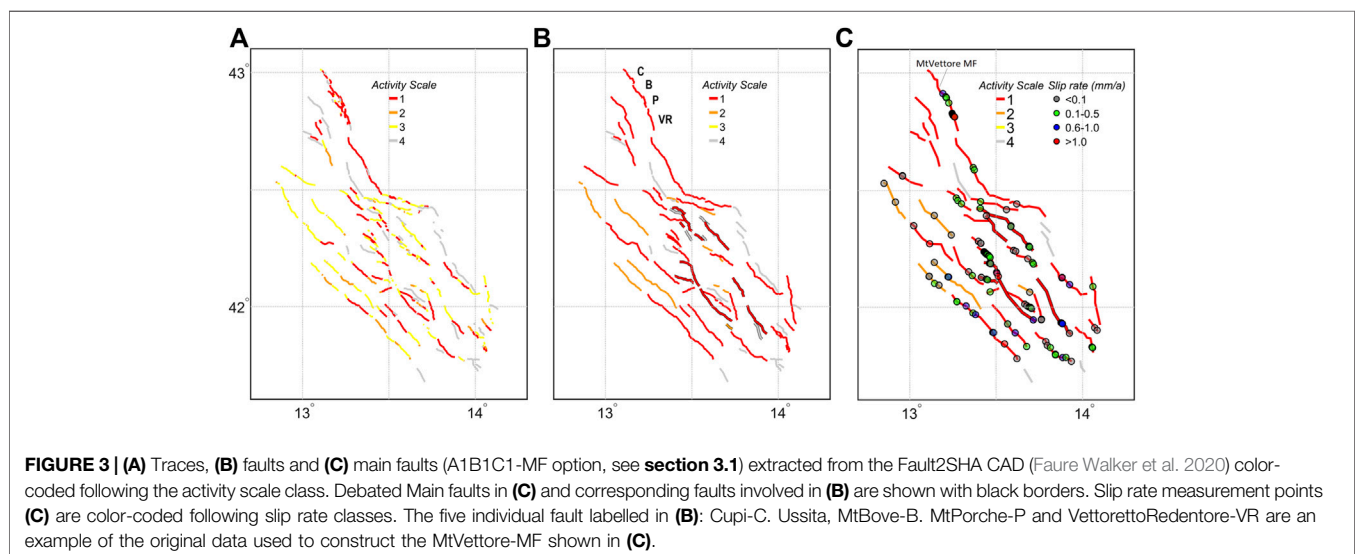 A
B
C
43°
42°
Activity Scale
1
2
3
4
13°
14°
C
B
P
VR
Activity Scale
1
2
3
4
13°
14°
MtVettore MF
Activity Scale
1
2
3
4
Slip rate (mm/a)
<0.1
0.1-0.5
0.6-1.0
>1.0
13°
14°
FIGURE 3 | (A) Traces, (B) faults and (C) main faults (A1B1C1-MF option, see section 3.1) extracted from the Fault2SHA CAD (Faure Walker et al. 2020) color-
coded following the activity scale class. Debated Main faults in (C) and corresponding faults involved in (B) are shown with black borders. Slip rate measurement points
(C) are color-coded following slip rate classes. The five individual fault labelled in (B): Cupi-C. Ussita, MtBove-B. MtPorche-P and VettorettoRedentore-VR are an
example of the original data used to construct the MtVettore-MF shown in (C).